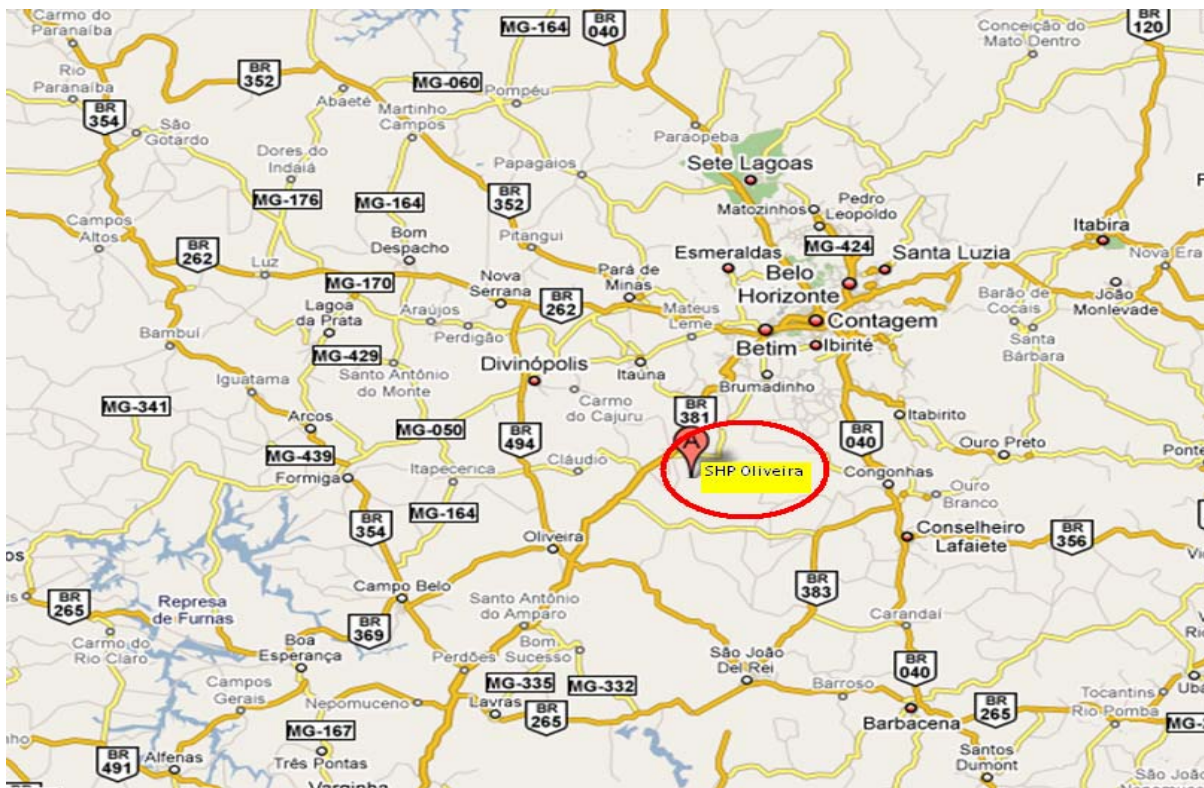 Carmo do
Paranaíba
MG-164
BR
040
Conceição do
Mato Dentro
BR
120
Rio
Paranaíba
BR
352
MG-060
Pompéu
Abaeté
Martinho
Campos
BR
354
São
Gotardo
Paraopeba
Dores do
Indaiá
Papagaios
Sete Lagoas
MG-176
MG-164
BR
352
Matozinhos
Pedro
Leopoldo
Itabira
Campos
Altos
BR
262
Bom
Despacho
Pitangui
MG-424
Esmeraldas
Santa Luzia
Nova Era
Luz
MG-170
Nova
Serrana
Pará de
Minas
Belo
Horizonte
Barão de
Cocais
João
Monlevade
Lagoa
da Prata
Araújos
BR
262
Mateus
Leme
Contagem
Bambuí
Perdigão
Betim
Ibirité
Santa
Bárbara
MG-429
Santo Antônio
do Monte
Divinópolis
Itaúna
Brumadinho
Iguatama
Carmo
do Cajuru
MG-341
Arcos
BR
381
Itabirito
MG-050
BR
494
BR
040
Ouro Preto
Ponte
MG-439
A
Formiga
Itapecerica
Cláudio
SHP Oliveira
Congonhas
Ouro
Branco
MG-164
BR
354
Oliveira
Conselheiro
Lafaiete
BR
356
os
BR
265
Represa
de Furnas
Campo Belo
BR
383
Santo Antônio
do Amparo
Carandaí
Carmo do
Rio Claro
BR
369
Boa
Esperança
Perdões
Bom
Sucesso
São João
Del Rei
BR
040
Campos
Gerais
MG-335
MG-332
Barroso
Tocantins
Nepomuceno
Lavras
BR
265
Barbacena
BR
265
Rio Pomba
MG-167
BR
491
Alfenas
Três Pontas
Santos
Dumont
Varginha
São João
Nepomuceno